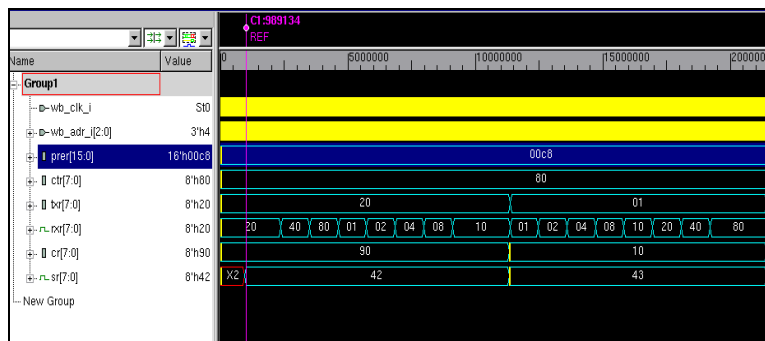 C1:989134
REF
Name Value 0 5000000 10000000 15000000 200000
Group1
wb_clk_i St0
wb_adr_i[2:0] 3'h4
prer[15:0] 16'h00c8 00c8
ctr[7:0] 8'h80 80
txr[7:0] 8'h20 20 01
rxr[7:0] 8'h20 20 40 80 01 02 04 08 10 01 02 04 08 10 20 40 80
cr[7:0] 8'h90 90 10
sr[7:0] 8'h42 X2 42 43
New Group